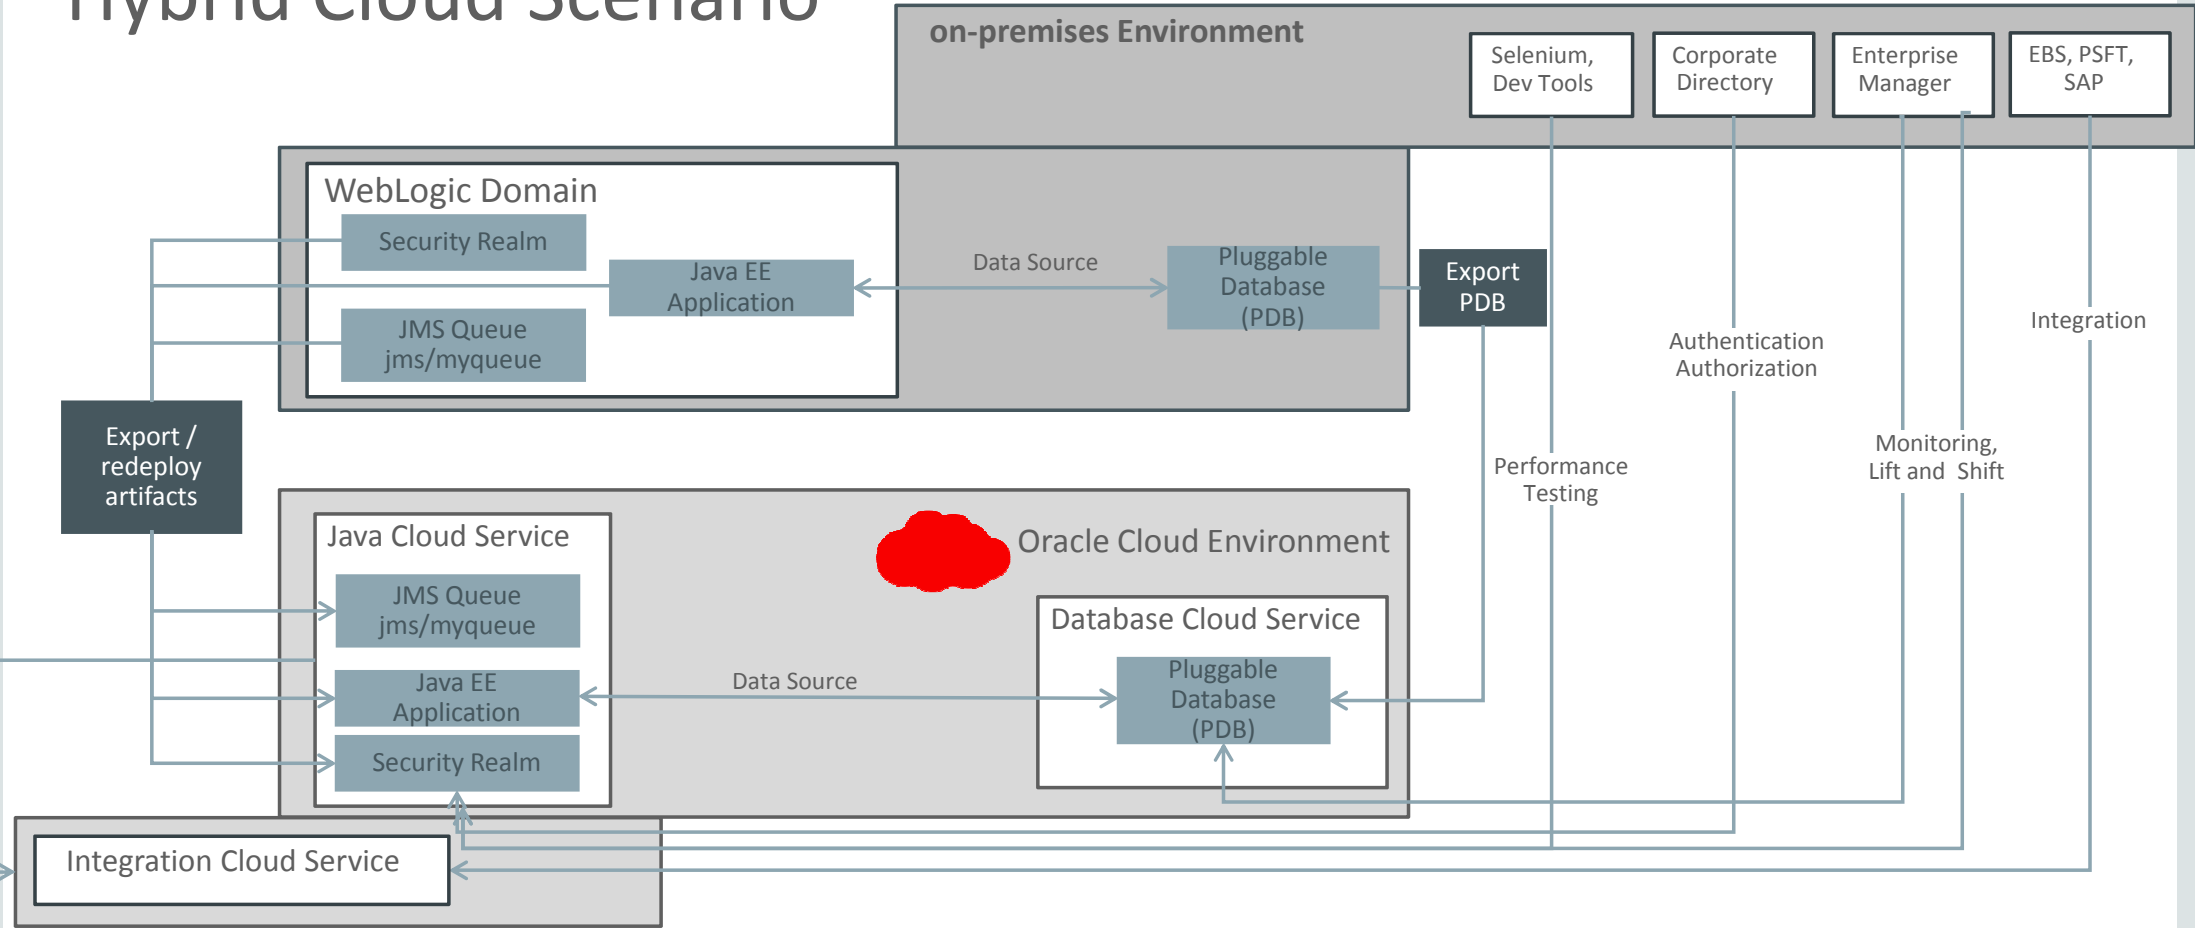 Hybrid Cloud Scenario
on-premises Environment
Selenium,
Dev Tools
Corporate
Directory
Enterprise
Manager
EBS, PSFT,
SAP
WebLogic Domain
Security Realm
Java EE
Application
JMS Queue
jms/myqueue
Data Source
Pluggable
Database
(PDB)
Export
PDB
Integration
Authentication
Authorization
Monitoring,
Lift and  Shift
Performance
Testing
Export /
redeploy
artifacts
Java Cloud Service
Oracle Cloud Environment
JMS Queue
jms/myqueue
Java EE
Application
Security Realm
Data Source
Database Cloud Service
Pluggable
Database
(PDB)
Integration Cloud Service